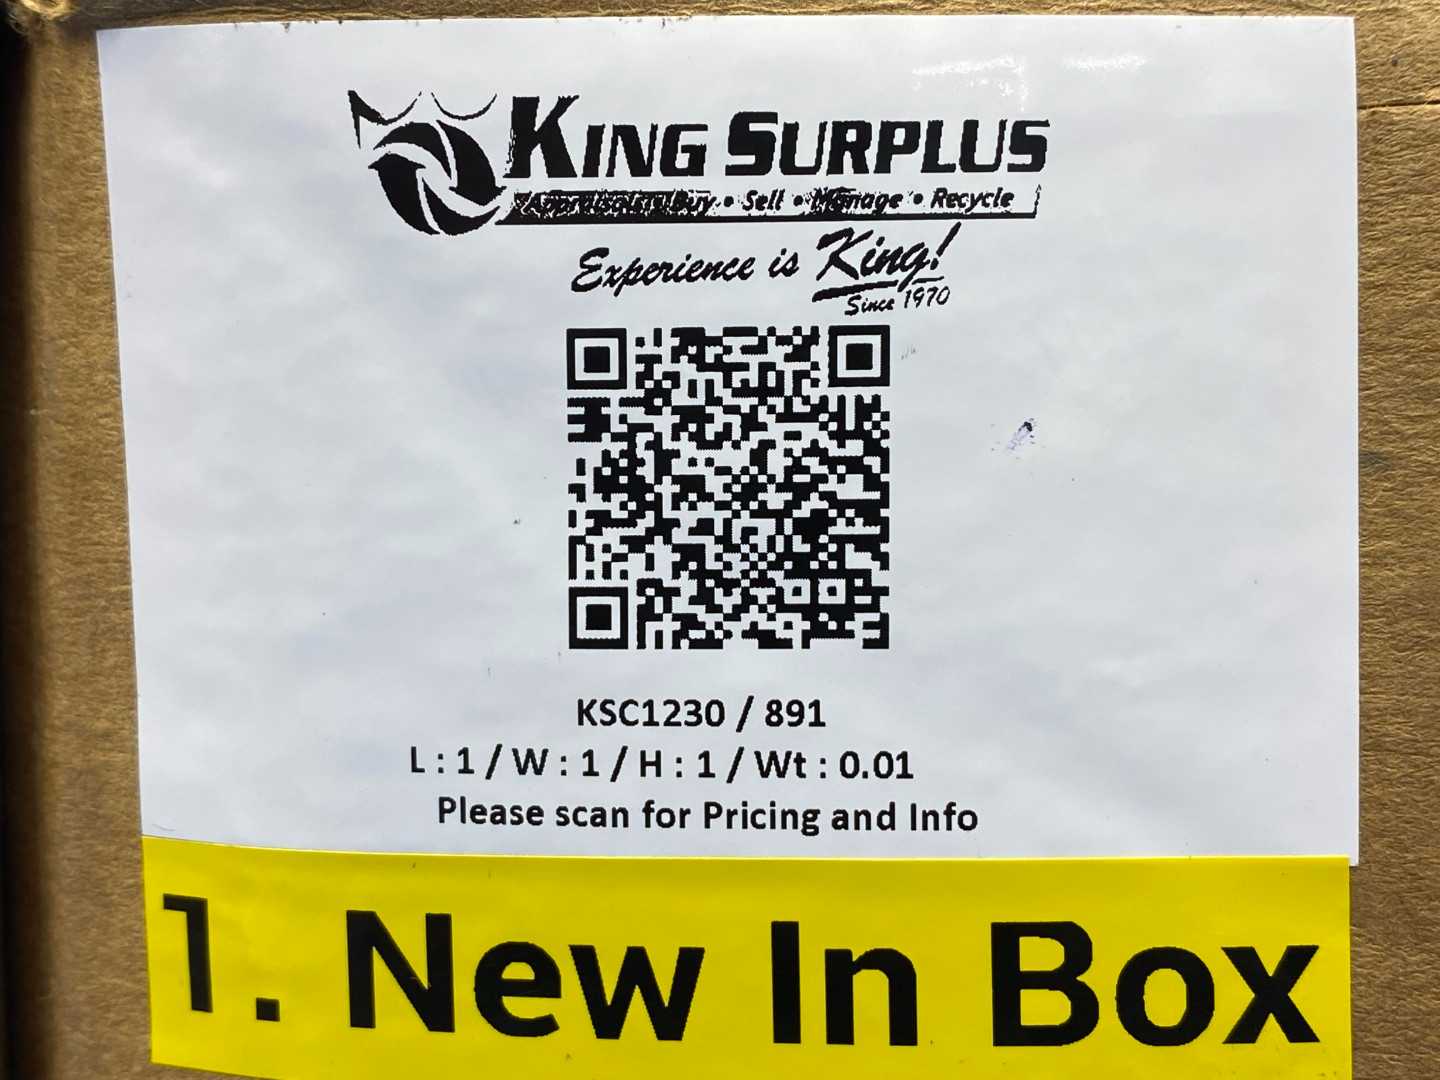 KING SURPLUS
Appraisals • Buy • Sell • Manage • Recycle
Experience is King!
Since 1970
KSC1230 / 891
L : 1 / W : 1 / H : 1 / Wt : 0.01
Please scan for Pricing and Info
1. New In Box